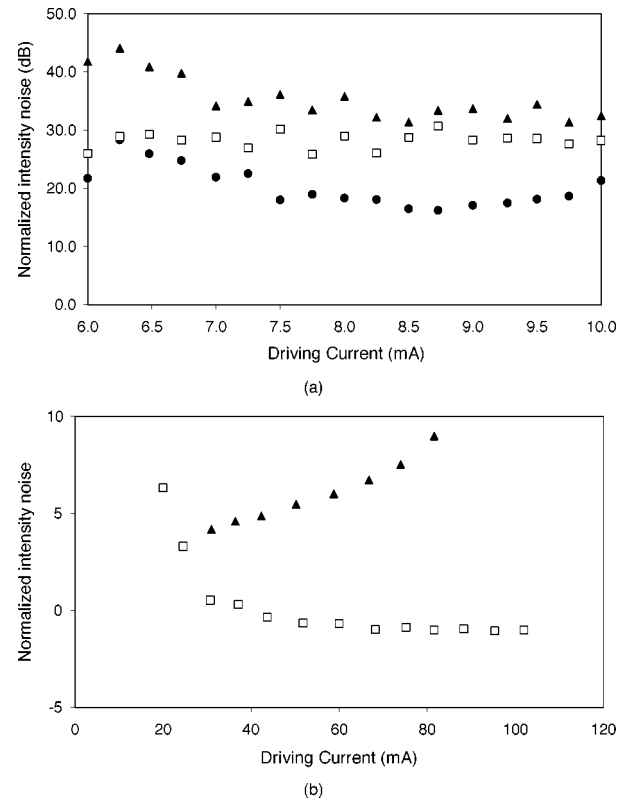 50.0
40.0
30.0
20.0
10.0
0.0
Normalized intensity noise (dB)
6.0 6.5 7.0 7.5 8.0 8.5 9.0 9.5 10.0
Driving Current (mA)
(a)
10
5
0
-5
Normalized intensity noise
0 20 40 60 80 100 120
Driving Current (mA)
(b)